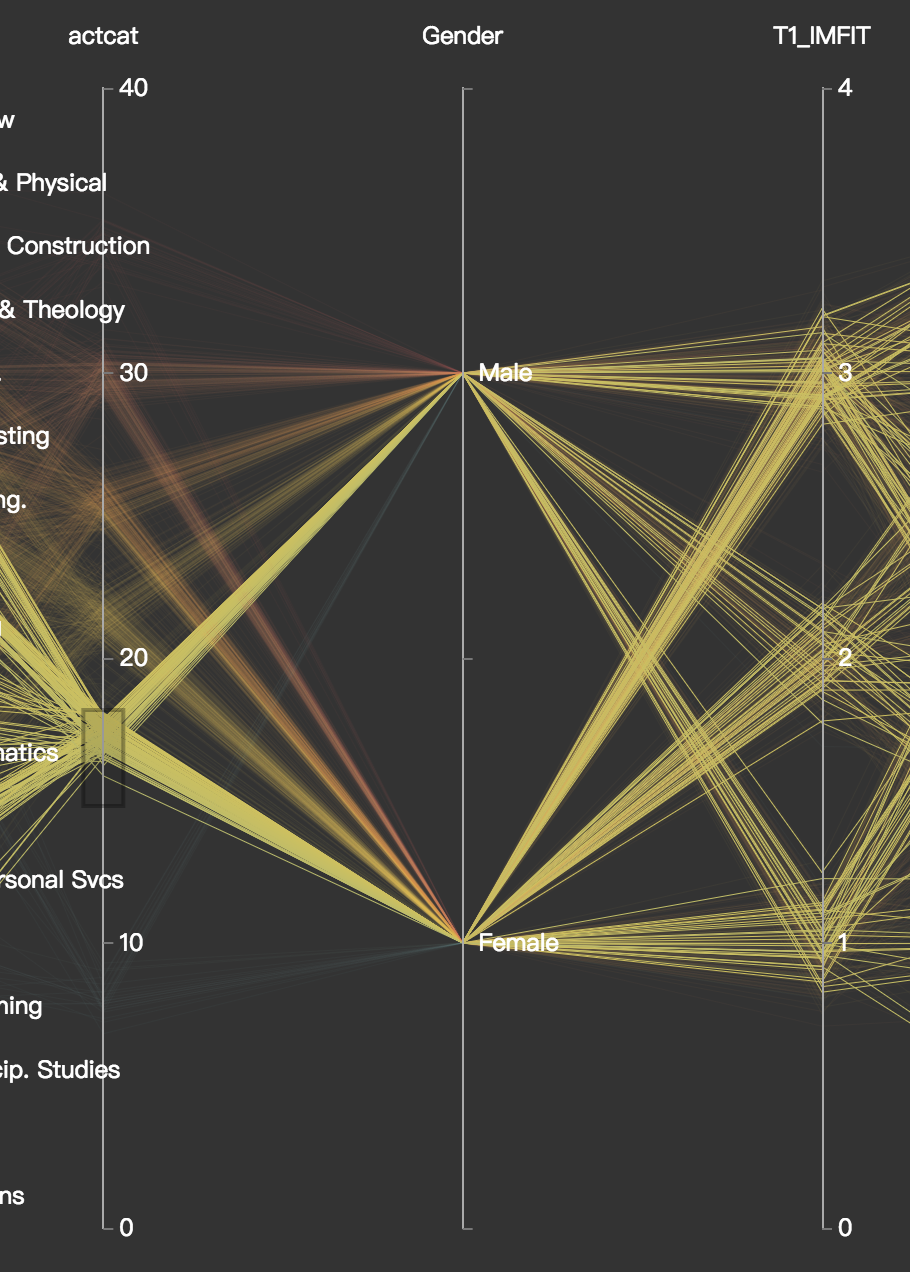 actcat
Gender
T1_IMFIT
40
4
w
& Physical
Construction
& Theology
30
Male
3
sting
ng.
20
2
matics
rsonal Svcs
10
Female
1
ning
cip. Studies
ns
0
0